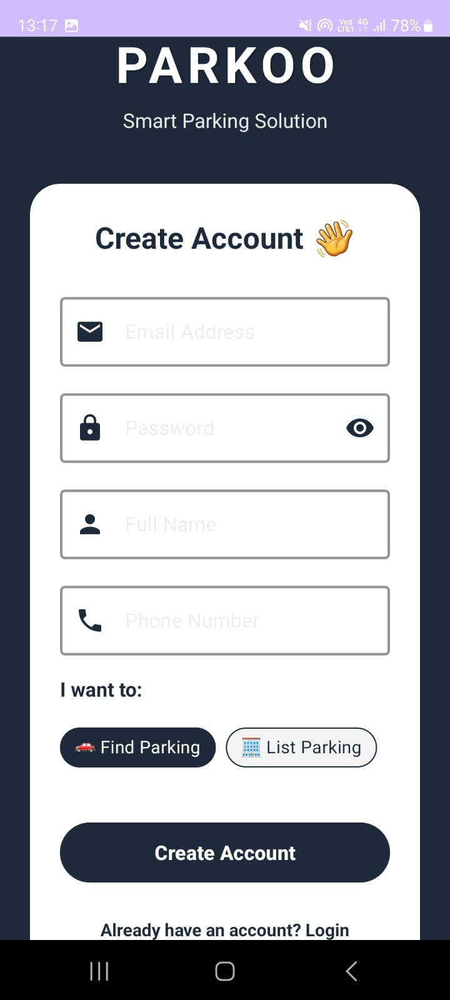 13:17 Vo)) LTE1 4G 78%
PARKOO
Smart Parking Solution
Create Account 👋
Email Address
Password
Full Name
Phone Number
I want to:
🚗 Find Parking 🏢 List Parking
Create Account
Already have an account? Login